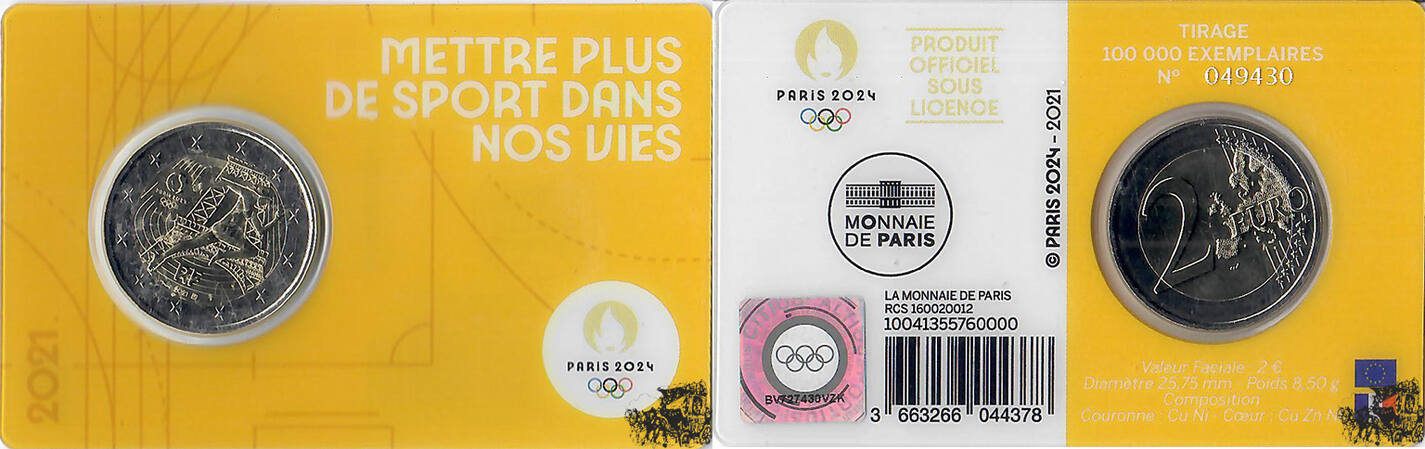 METTRE PLUS
DE SPORT DANS
NOS VIES
2021
PARIS 2024
PARIS 2024
PRODUIT
OFFICIEL
SOUS
LICENCE
© PARIS 2024 - 2021
MONNAIE
DE PARIS
LA MONNAIE DE PARIS
RCS 160020012
10041355760000
3 663266 044378
TIRAGE
100 000 EXEMPLAIRES
N° 049430
2 EURO
Valeur Faciale : 2 €
Diamètre 25,75 mm - Poids 8,50 g
Composition
Couronne : Cu Ni - Cœur : Cu Zn